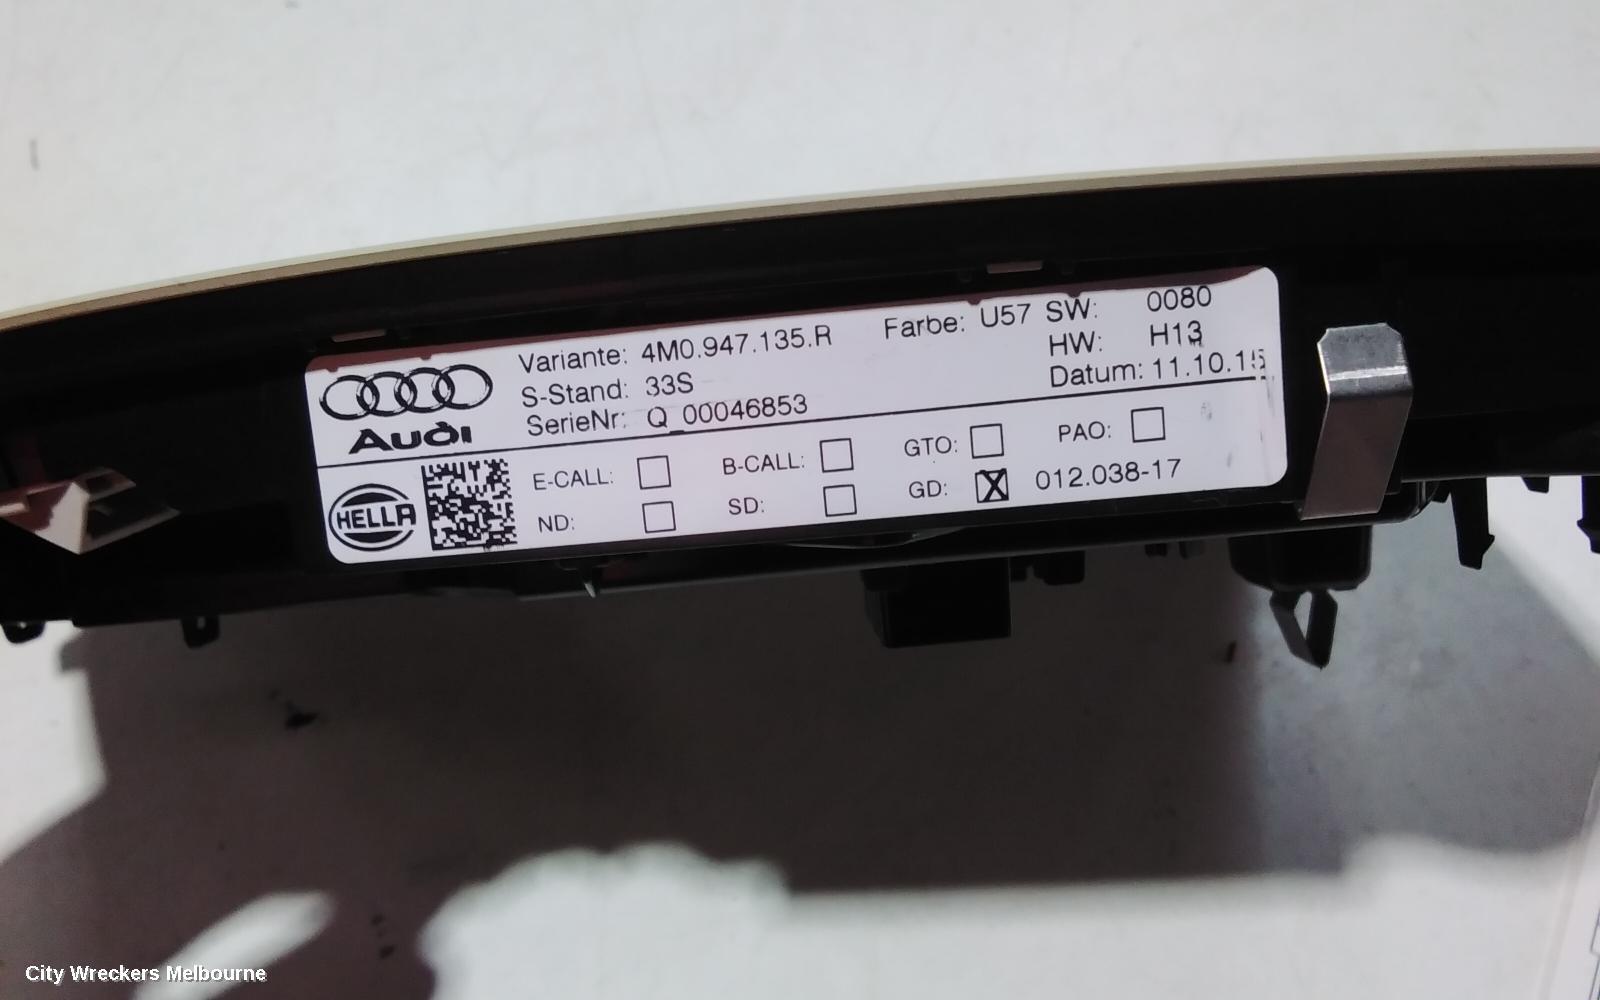 Variante: 4M0.947.135.R Farbe: U57 SW: 0080
S-Stand: 33S HW: H13
SerieNr: Q_00046853 Datum: 11.10.15
Audi
E-CALL: B-CALL: GTO: PAO:
HELLA ND: SD: GD: X 012.038-17
City Wreckers Melbourne